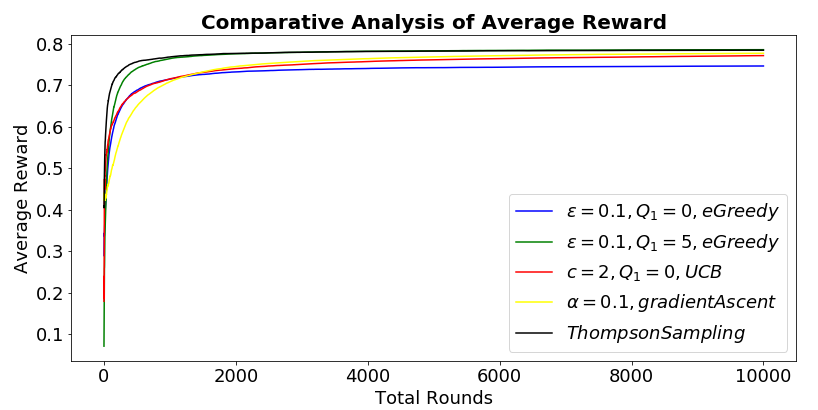 Comparative Analysis of Average Reward
Average Reward
0.8
0.7
0.6
0.5
0.4
0.3
0.2
0.1
ε = 0.1, Q₁ = 0, eGreedy
ε = 0.1, Q₁ = 5, eGreedy
c = 2, Q₁ = 0, UCB
α = 0.1, gradientAscent
ThompsonSampling
0 2000 4000 6000 8000 10000
Total Rounds